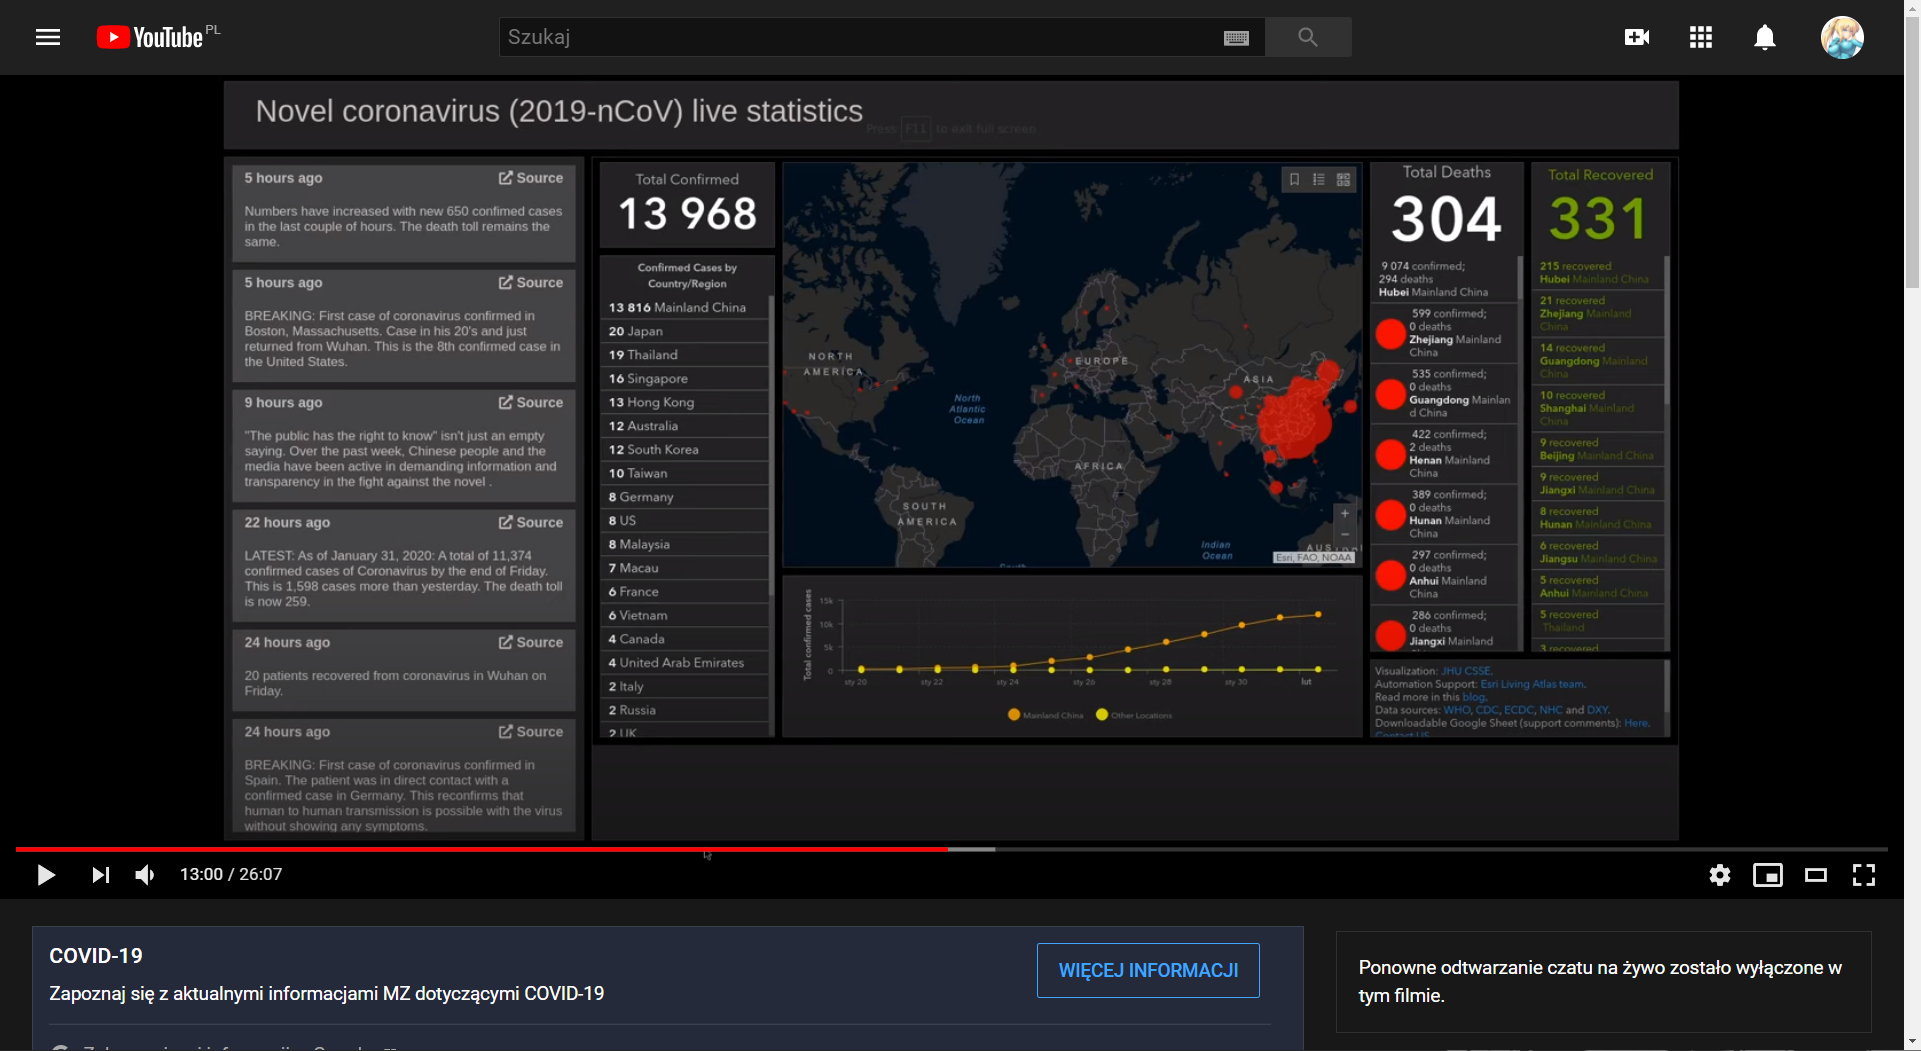 YouTube PL
Szukaj
Novel coronavirus (2019-nCoV) live statistics
Press F11 to exit full screen
5 hours ago Source
Numbers have increased with new 650 confimed cases
in the last couple of hours. The death toll remains the
same.
5 hours ago Source
BREAKING: First case of coronavirus confirmed in
Boston, Massachusetts. Case in his 20's and just
returned from Wuhan. This is the 8th confirmed case in
the United States.
9 hours ago Source
"The public has the right to know" isn't just an empty
saying. Over the past week, Chinese people and the
media have been active in demanding information and
transparency in the fight against the novel .
22 hours ago Source
LATEST: As of January 31, 2020: A total of 11,374
confirmed cases of Coronavirus by the end of Friday.
This is 1,598 cases more than yesterday. The death toll
is now 259.
24 hours ago Source
20 patients recovered from coronavirus in Wuhan on
Friday.
24 hours ago Source
BREAKING: First case of coronavirus confirmed in
Spain. The patient was in direct contact with a
confirmed case in Germany. This reconfirms that
human to human transmission is possible with the virus
without showing any symptoms.
Total Confirmed
13 968
Confirmed Cases by
Country/Region
13 816 Mainland China
20 Japan
19 Thailand
16 Singapore
13 Hong Kong
12 Australia
12 South Korea
10 Taiwan
8 Germany
8 US
8 Malaysia
7 Macau
6 France
6 Vietnam
4 Canada
4 United Arab Emirates
2 Italy
2 Russia
2 UK
NORTH
AMERICA
EUROPE
ASIA
North
Atlantic
Ocean
AFRICA
SOUTH
AMERICA
Indian
Ocean
South
Esri, FAO, NOAA
Total confirmed cases
15k
10k
5k
0
sty 20 sty 22 sty 24 sty 26 sty 28 sty 30 lut
Mainland China Other Locations
Total Deaths
304
9 074 confirmed;
294 deaths
Hubei Mainland China
599 confirmed;
0 deaths
Zhejiang Mainland
China
535 confirmed;
0 deaths
Guangdong Mainlan
d China
422 confirmed;
2 deaths
Henan Mainland
China
389 confirmed;
0 deaths
Hunan Mainland
China
297 confirmed;
0 deaths
Anhui Mainland
China
286 confirmed;
0 deaths
Jiangxi Mainland
Total Recovered
331
215 recovered
Hubei Mainland China
21 recovered
Zhejiang Mainland
China
14 recovered
Guangdong Mainland
China
10 recovered
Shanghai Mainland
China
9 recovered
Beijing Mainland China
9 recovered
Jiangxi Mainland China
8 recovered
Hunan Mainland China
6 recovered
Jiangsu Mainland China
5 recovered
Anhui Mainland China
5 recovered
Thailand
3 recovered
Visualization: JHU CSSE.
Automation Support: Esri Living Atlas team.
Read more in this blog.
Data sources: WHO, CDC, ECDC, NHC and DXY.
Downloadable Google Sheet (support comments): Here.
Contact US.
13:00 / 26:07
COVID-19
Zapoznaj się z aktualnymi informacjami MZ dotyczącymi COVID-19
WIĘCEJ INFORMACJI
Ponowne odtwarzanie czatu na żywo zostało wyłączone w
tym filmie.